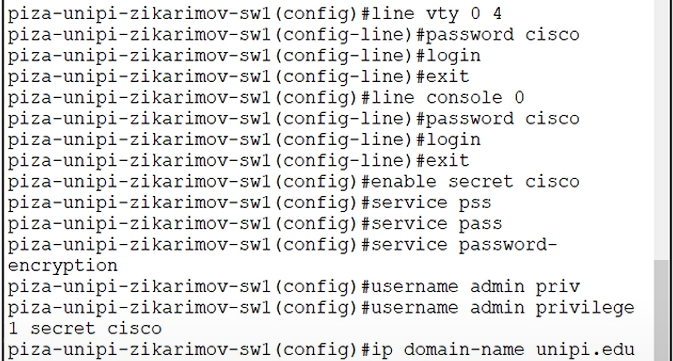 piza-unipi-zikarimov-sw1(config)#line vty 0 4
piza-unipi-zikarimov-sw1(config-line)#password cisco
piza-unipi-zikarimov-sw1(config-line)#login
piza-unipi-zikarimov-sw1(config-line)#exit
piza-unipi-zikarimov-sw1(config)#line console 0
piza-unipi-zikarimov-sw1(config-line)#password cisco
piza-unipi-zikarimov-sw1(config-line)#login
piza-unipi-zikarimov-sw1(config-line)#exit
piza-unipi-zikarimov-sw1(config)#enable secret cisco
piza-unipi-zikarimov-sw1(config)#service pss
piza-unipi-zikarimov-sw1(config)#service pass
piza-unipi-zikarimov-sw1(config)#service password-
encryption
piza-unipi-zikarimov-sw1(config)#username admin priv
piza-unipi-zikarimov-sw1(config)#username admin privilege
1 secret cisco
piza-unipi-zikarimov-sw1(config)#ip domain-name unipi.edu